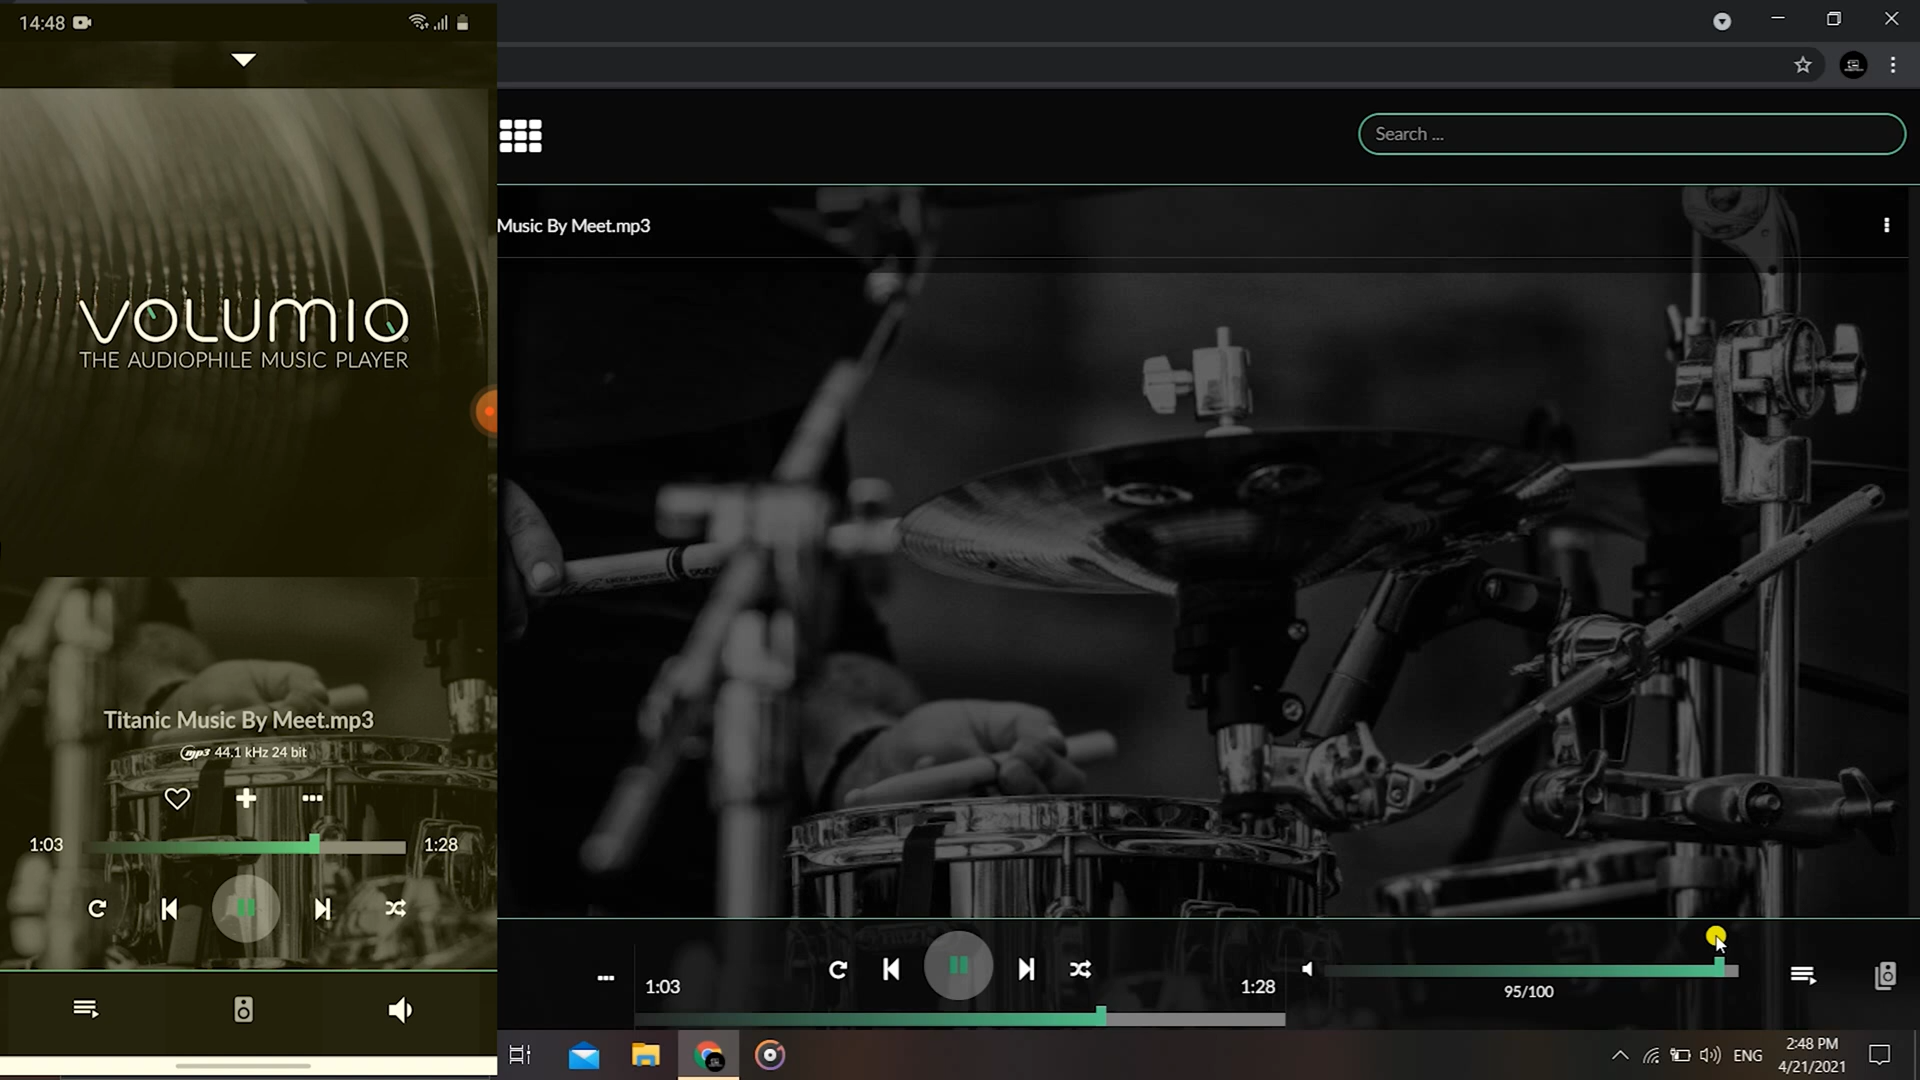 14:48
VOLUMIO
THE AUDIOPHILE MUSIC PLAYER
Titanic Music By Meet.mp3
mp3 44.1 kHz 24 bit
1:03
1:28
Search ...
Music By Meet.mp3
1:03
1:28
95/100
ENG
2:48 PM
4/21/2021